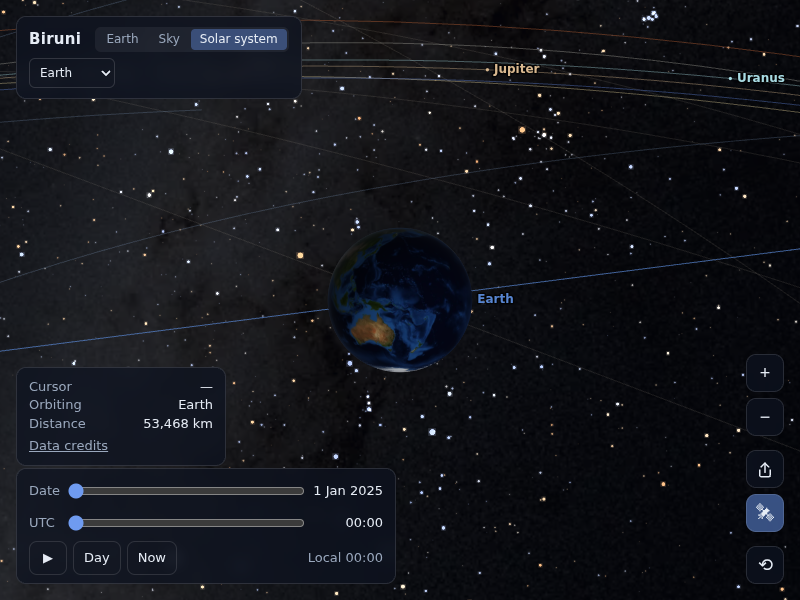 Biruni Earth Sky Solar system
Earth
Jupiter
Uranus
Earth
Cursor —
Orbiting Earth
Distance 53,468 km
Data credits
Date 1 Jan 2025
UTC 00:00
▶ Day Now Local 00:00
+
−
⟲